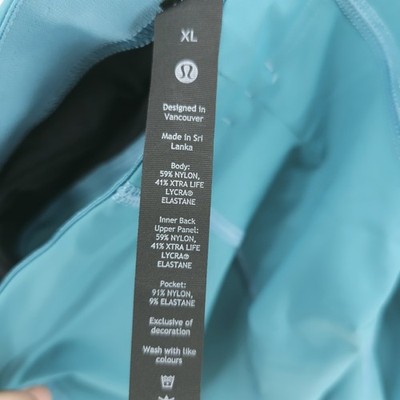 XL
Designed in
Vancouver
Made in Sri
Lanka
Body:
59% NYLON,
41% XTRA LIFE
LYCRA®
ELASTANE
Inner Back
Upper Panel:
59% NYLON,
41% XTRA LIFE
LYCRA®
ELASTANE
Pocket:
91% NYLON,
9% ELASTANE
Exclusive of
decoration
Wash with like
colours